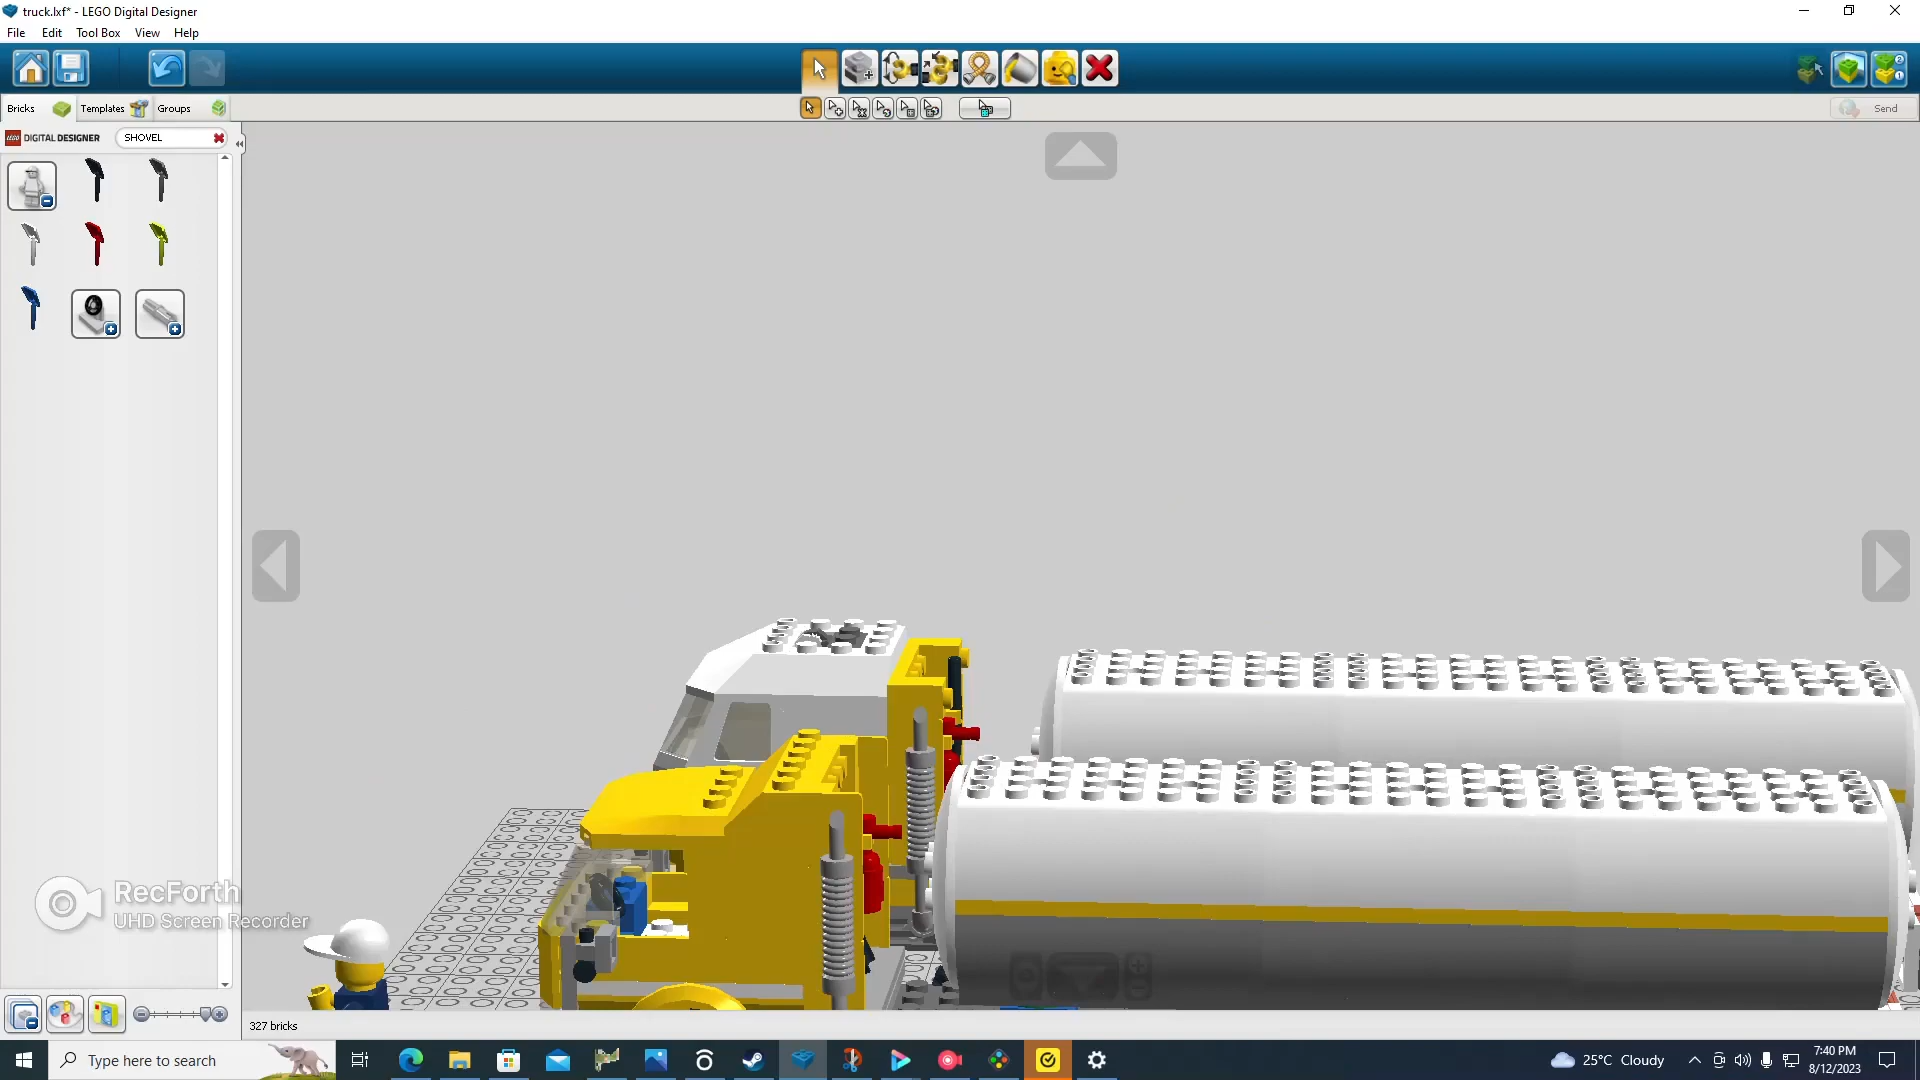 truck.lxf* - LEGO Digital Designer
File Edit Tool Box View Help
Bricks Templates Groups Send
LEGO DIGITAL DESIGNER SHOVEL
RecForth
UHD Screen Recorder
327 bricks
Type here to search
25°C Cloudy
7:40 PM
8/12/2023